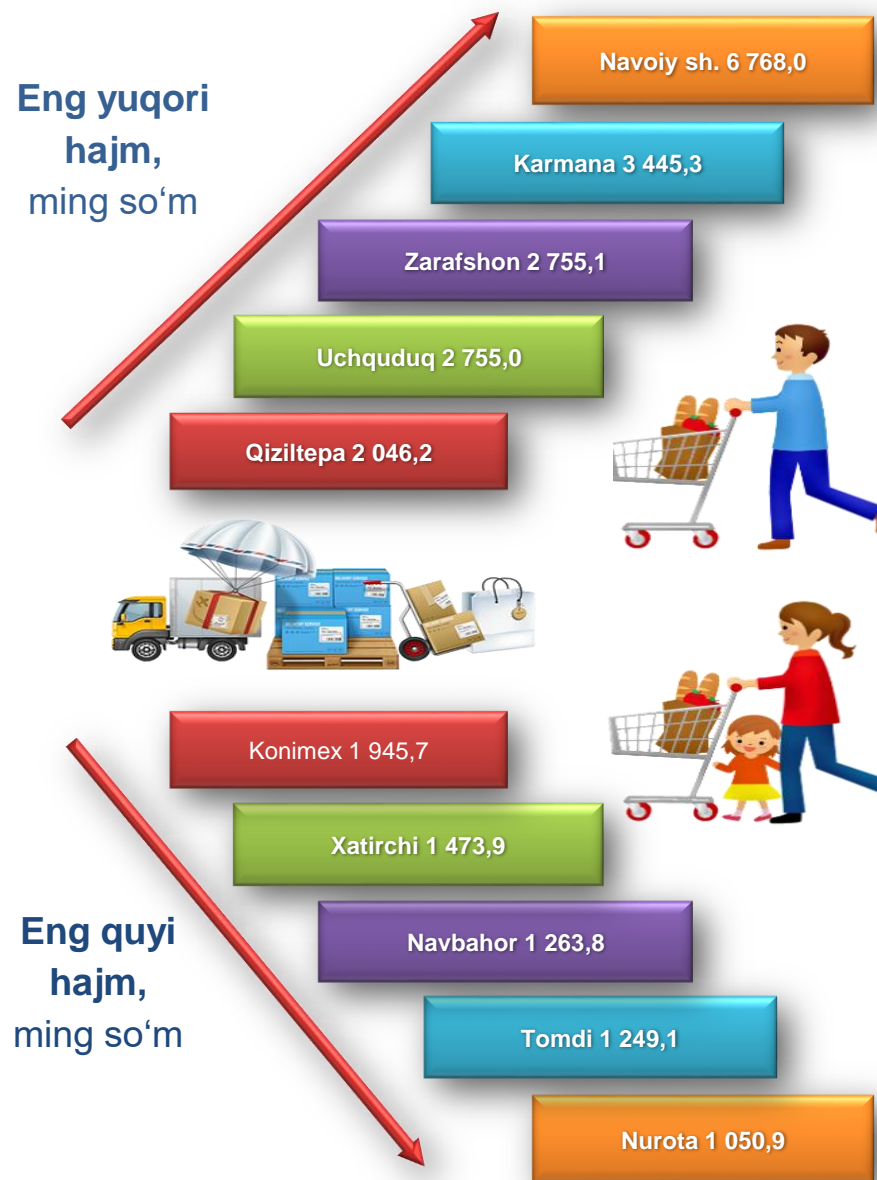 Navoiy sh. 6 768,0
Eng yuqori
hajm,
ming so‘m
Karmana 3 445,3
Zarafshon 2 755,1
Uchquduq 2 755,0
Qiziltepa 2 046,2
Konimex 1 945,7
Xatirchi 1 473,9
Eng quyi
hajm,
ming so‘m
Navbahor 1 263,8
Tomdi 1 249,1
Nurota 1 050,9